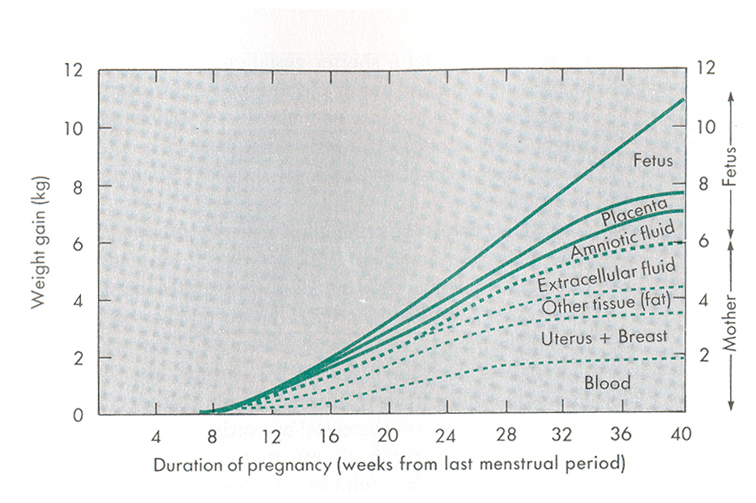 12
10
8
6
4
2
0
Weight gain (kg)
4 8 12 16 20 24 28 32 36 40
Duration of pregnancy (weeks from last menstrual period)
Fetus
Placenta
Amniotic fluid
Extracellular fluid
Other tissue (fat)
Uterus + Breast
Blood
12
10
8
6
4
2
Fetus
Mother